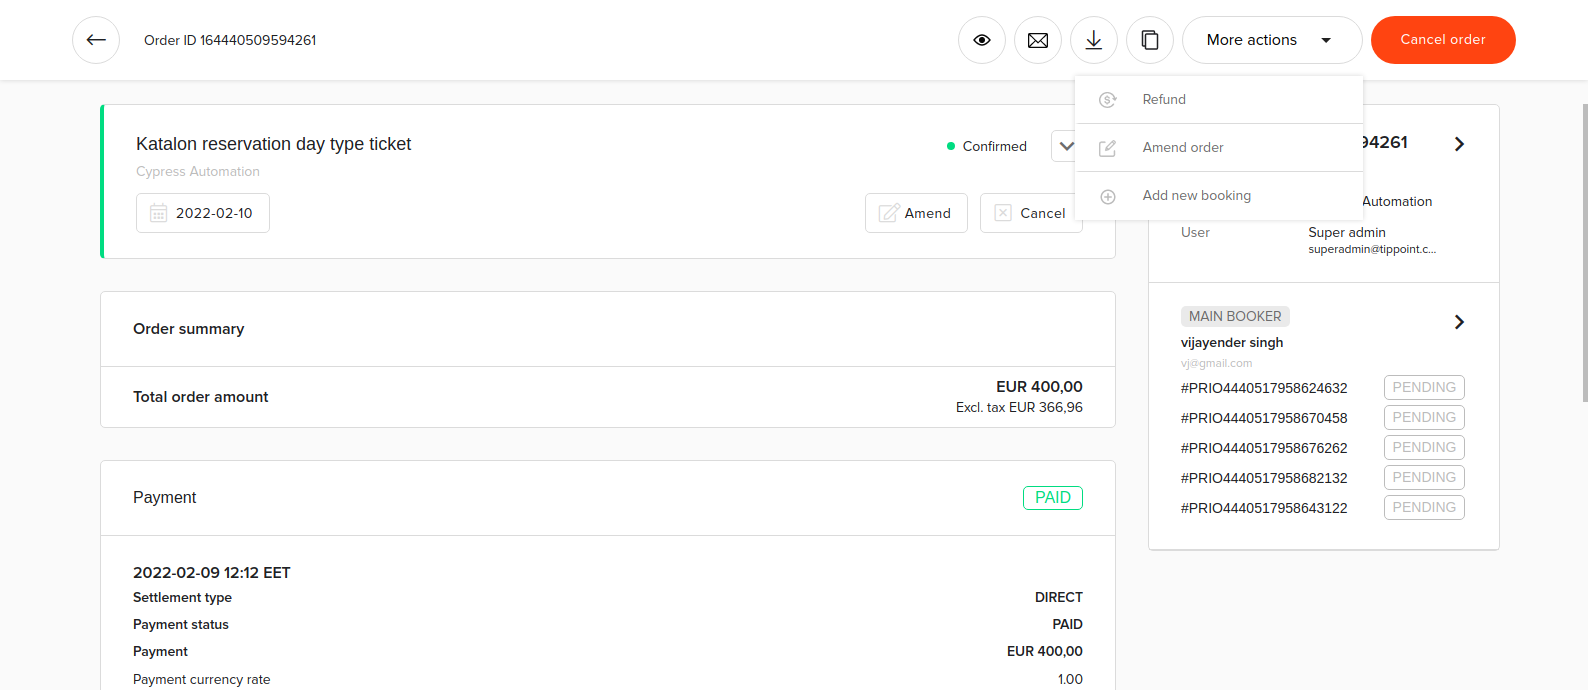 Order ID 164440509594261
More actions
Cancel order
Refund
Amend order
Add new booking
Katalon reservation day type ticket
Cypress Automation
Confirmed
2022-02-10
Amend
Cancel
Order summary
Total order amount
EUR 400,00
Excl. tax EUR 366,96
Payment
PAID
2022-02-09 12:12 EET
Settlement type
DIRECT
Payment status
PAID
Payment
EUR 400,00
Payment currency rate
1.00
94261
Automation
User
Super admin
superadmin@tippoint.c...
MAIN BOOKER
vijayender singh
vj@gmail.com
#PRIO4440517958624632 PENDING
#PRIO4440517958670458 PENDING
#PRIO4440517958676262 PENDING
#PRIO4440517958682132 PENDING
#PRIO4440517958643122 PENDING